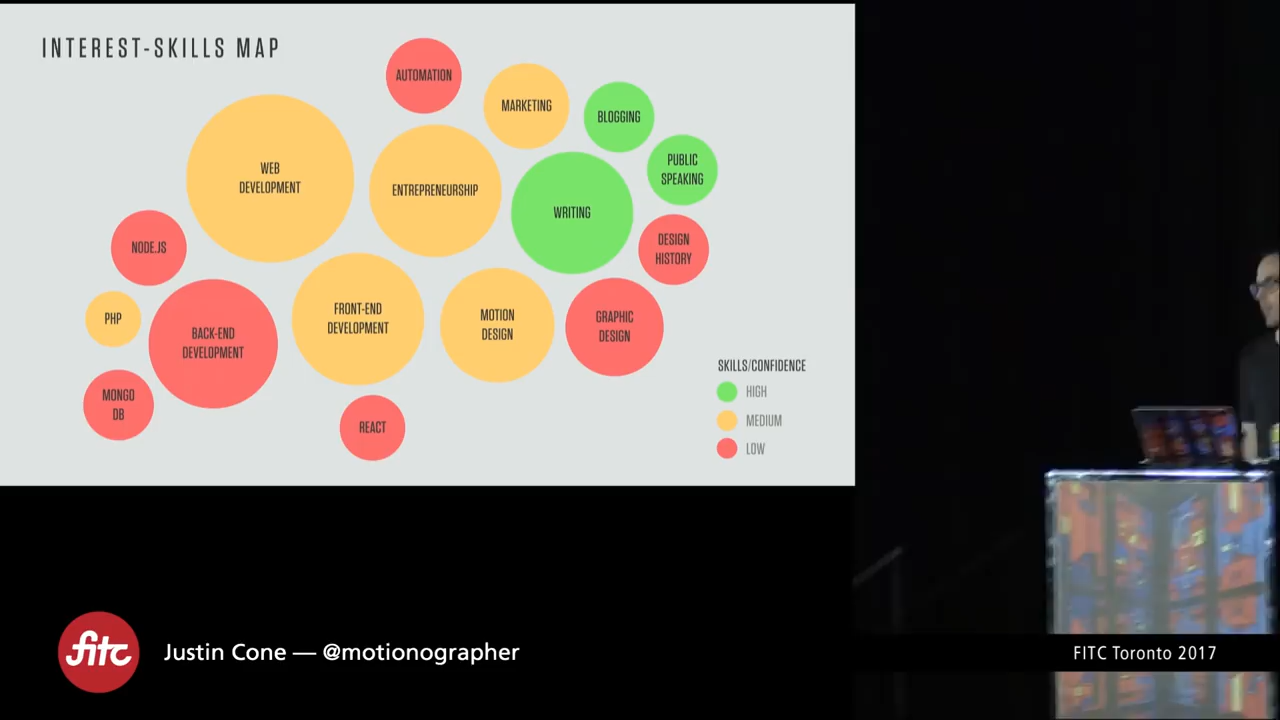 INTEREST-SKILLS MAP
AUTOMATION
MARKETING
BLOGGING
PUBLIC
SPEAKING
WEB
DEVELOPMENT
ENTREPRENEURSHIP
WRITING
DESIGN
HISTORY
NODE.JS
PHP
BACK-END
DEVELOPMENT
FRONT-END
DEVELOPMENT
MOTION
DESIGN
GRAPHIC
DESIGN
MONGO
DB
REACT
SKILLS/CONFIDENCE
HIGH
MEDIUM
LOW
fitc
Justin Cone — @motionographer
FITC Toronto 2017